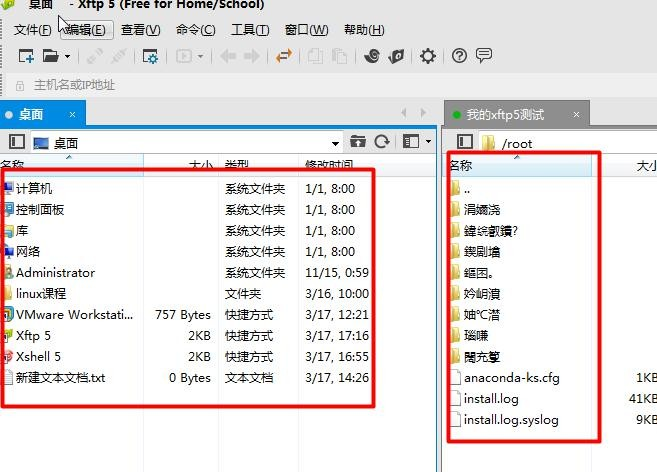 桌面 - Xftp 5 (Free for Home/School)
文件(F) 编辑(E) 查看(V) 命令(C) 工具(T) 窗口(W) 帮助(H)
主机名或IP地址
桌面 × 我的xftp5测试 ×
桌面 /root
名称 大小 类型 修改时间 名称 大小
计算机 系统文件夹 1/1, 8:00 ..
控制面板 系统文件夹 1/1, 8:00 涓嬭浇
库 系统文件夹 1/1, 8:00
网络 系统文件夹 1/1, 8:00
Administrator 系统文件夹 11/15, 0:59 鏂囨。
linux课程 文件夹 3/16, 10:00
VMware Workstati... 757 Bytes 快捷方式 3/17, 12:21
Xftp 5 2KB 快捷方式 3/17, 17:16
Xshell 5 2KB 快捷方式 3/17, 16:55 anaconda-ks.cfg 1KB
新建文本文档.txt 0 Bytes 文本文档 3/17, 14:26
install.log 41KB
install.log.syslog 9KB